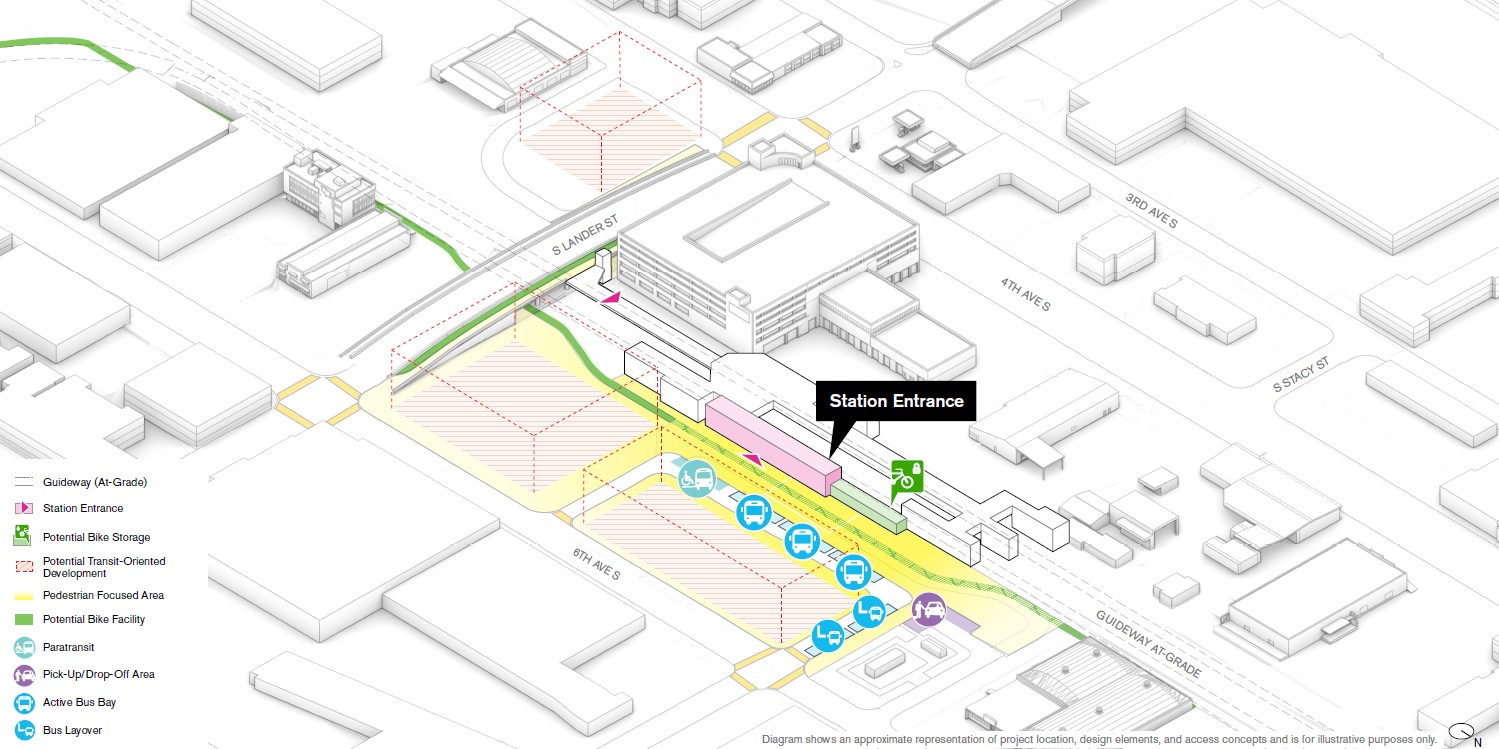 3RD AVE S
S LANDER ST
4TH AVE S
S STACY ST
Station Entrance
Guideway (At-Grade)
Station Entrance
Potential Bike Storage
Potential Transit-Oriented
Development
Pedestrian Focused Area
Potential Bike Facility
Paratransit
Pick-Up/Drop-Off Area
Active Bus Bay
Bus Layover
6TH AVE S
GUIDEWAY AT-GRADE
Diagram shows an approximate representation of project location, design elements, and access concepts and is for illustrative purposes only.
N